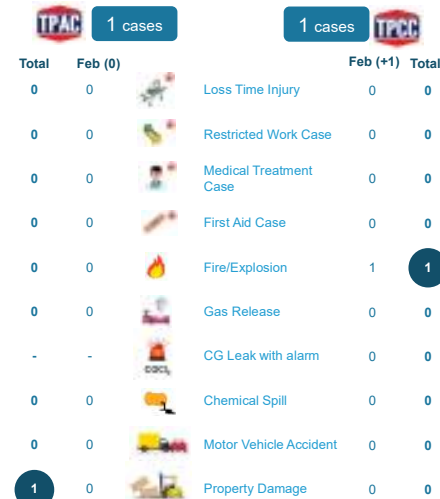 TPAC 1 cases 1 cases TPCC
Total Feb (0) Feb (+1) Total
0 0 Loss Time Injury 0 0
0 0 Restricted Work Case 0 0
0 0 Medical Treatment Case 0 0
0 0 First Aid Case 0 0
0 0 Fire/Explosion 1 1
0 0 Gas Release 0 0
- - COCl₂ CG Leak with alarm 0 0
0 0 Chemical Spill 0 0
0 0 Motor Vehicle Accident 0 0
1 0 Property Damage 0 0